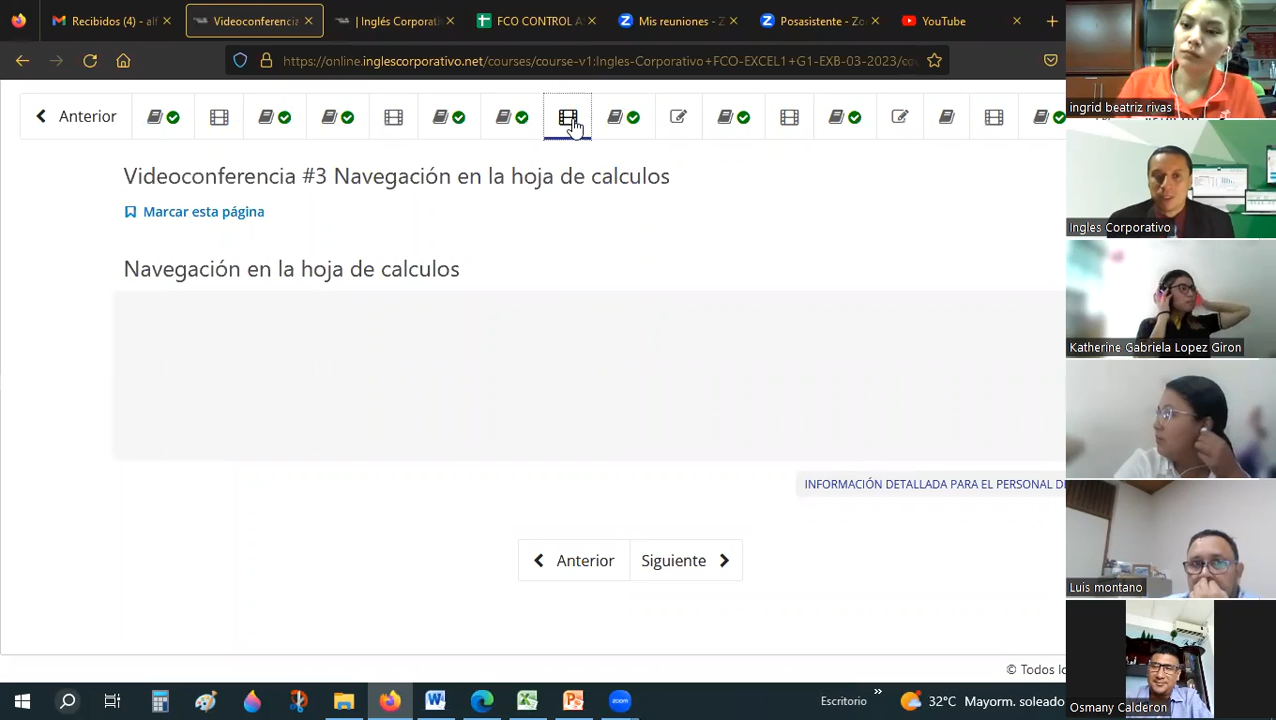 Recibidos (4) - alf
Videoconferencia
| Inglés Corporati
FCO CONTROL A
Mis reuniones - Z
Posasistente - Zo
YouTube
https://online.inglescorporativo.net/courses/course-v1:Ingles-Corporativo+FCO-EXCEL1+G1-EXB-03-2023/cou
Anterior
Videoconferencia #3 Navegación en la hoja de calculos
Marcar esta página
Navegación en la hoja de calculos
INFORMACIÓN DETALLADA PARA EL PERSONAL DE
Anterior
Siguiente
© Todos lo
Escritorio
»
32°C Mayorm. soleado
zoom
ingrid beatriz rivas
Ingles Corporativo
Katherine Gabriela Lopez Giron
Luis montano
Osmany Calderon